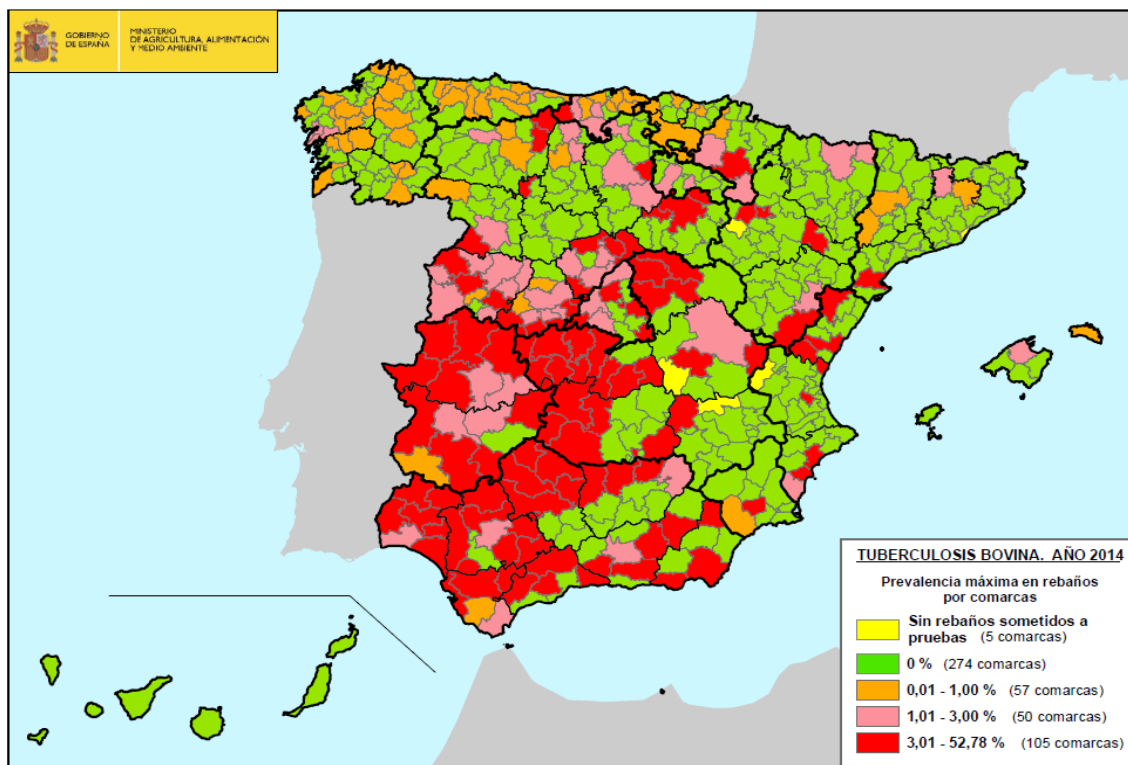 GOBIERNO
DE ESPAÑA
MINISTERIO
DE AGRICULTURA, ALIMENTACIÓN
Y MEDIO AMBIENTE
TUBERCULOSIS BOVINA. AÑO 2014
Prevalencia máxima en rebaños
por comarcas
Sin rebaños sometidos a
pruebas (5 comarcas)
0 % (274 comarcas)
0,01 - 1,00 % (57 comarcas)
1,01 - 3,00 % (50 comarcas)
3,01 - 52,78 % (105 comarcas)